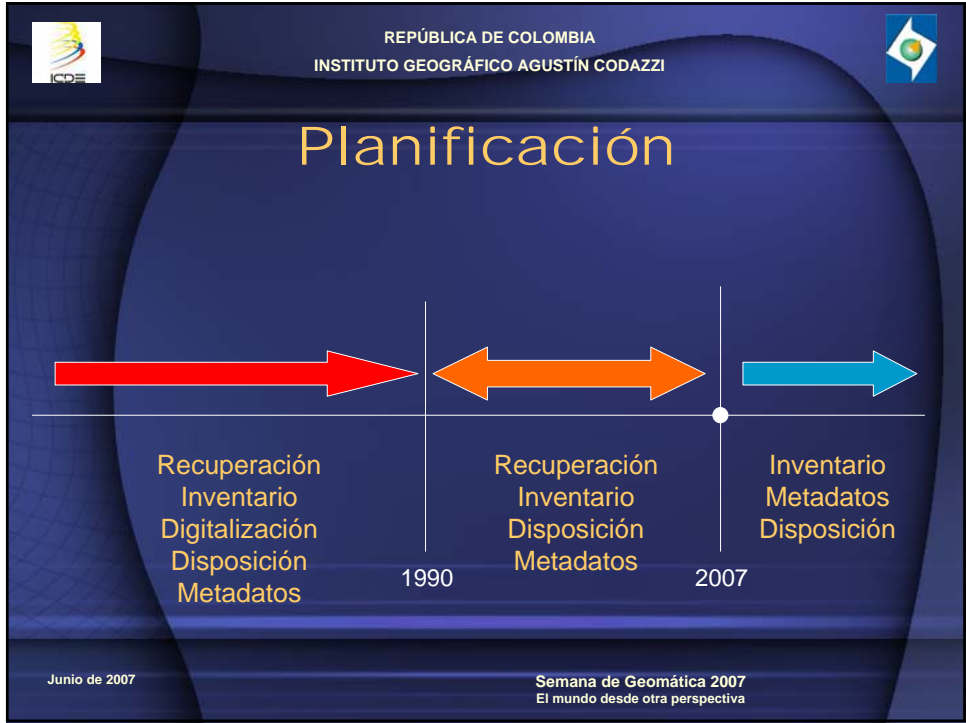 ICDE
REPÚBLICA DE COLOMBIA
INSTITUTO GEOGRÁFICO AGUSTÍN CODAZZI
Planificación
Recuperación
Inventario
Digitalización
Disposición
Metadatos
1990
Recuperación
Inventario
Disposición
Metadatos
2007
Inventario
Metadatos
Disposición
Junio de 2007
Semana de Geomática 2007
El mundo desde otra perspectiva